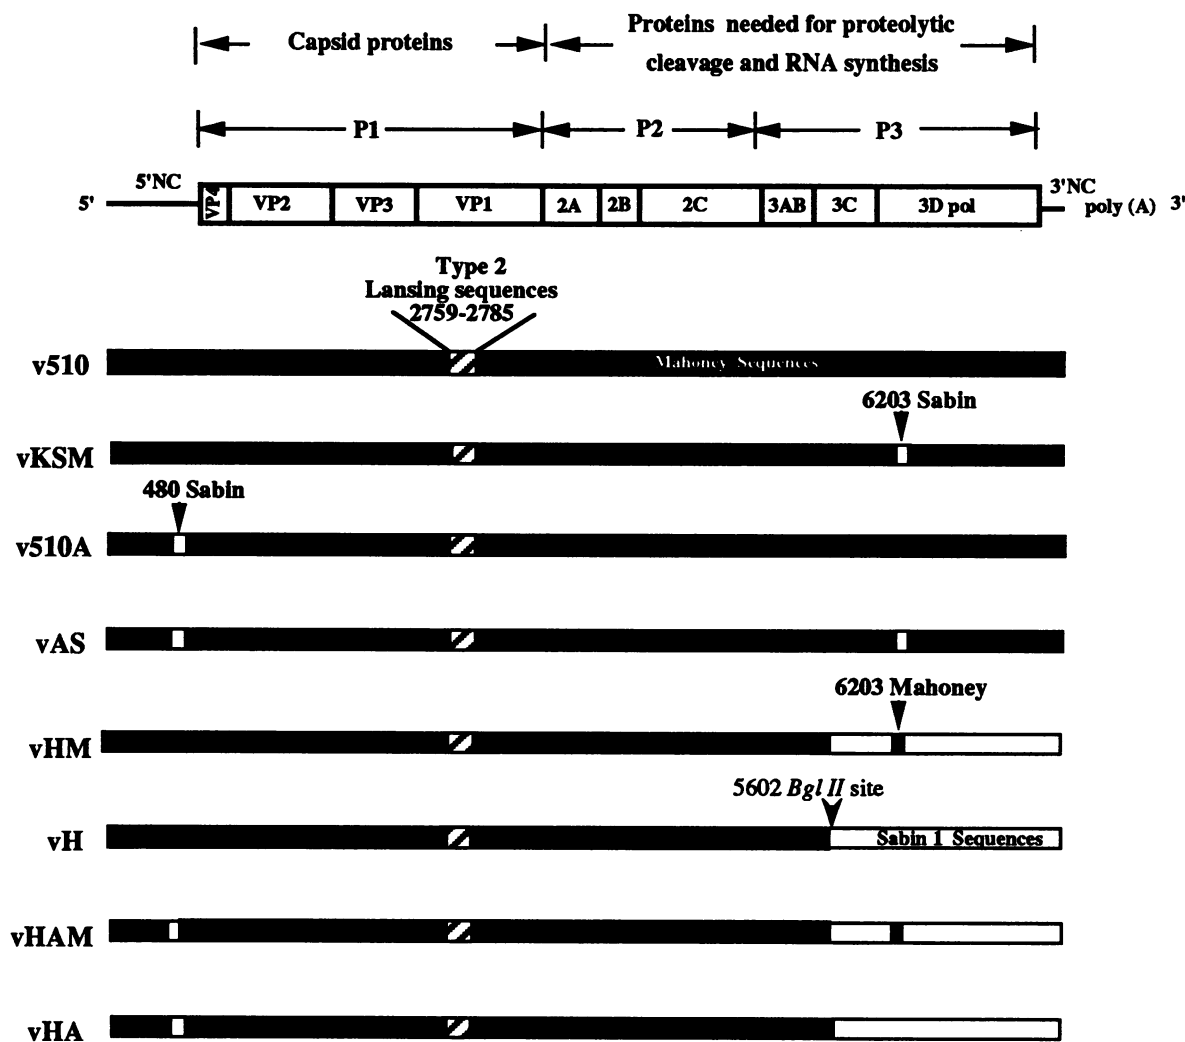 Capsid proteins
Proteins needed for proteolytic
cleavage and RNA synthesis
P1
P2
P3
5' 5'NC VP4 VP2 VP3 VP1 2A 2B 2C 3AB 3C 3D pol 3'NC poly (A) 3'
Type 2
Lansing sequences
2759-2785
v510 Mahoney Sequences
6203 Sabin
vKSM
480 Sabin
v510A
vAS
6203 Mahoney
vHM
5602 Bgl II site
vH Sabin 1 Sequences
vHAM
vHA